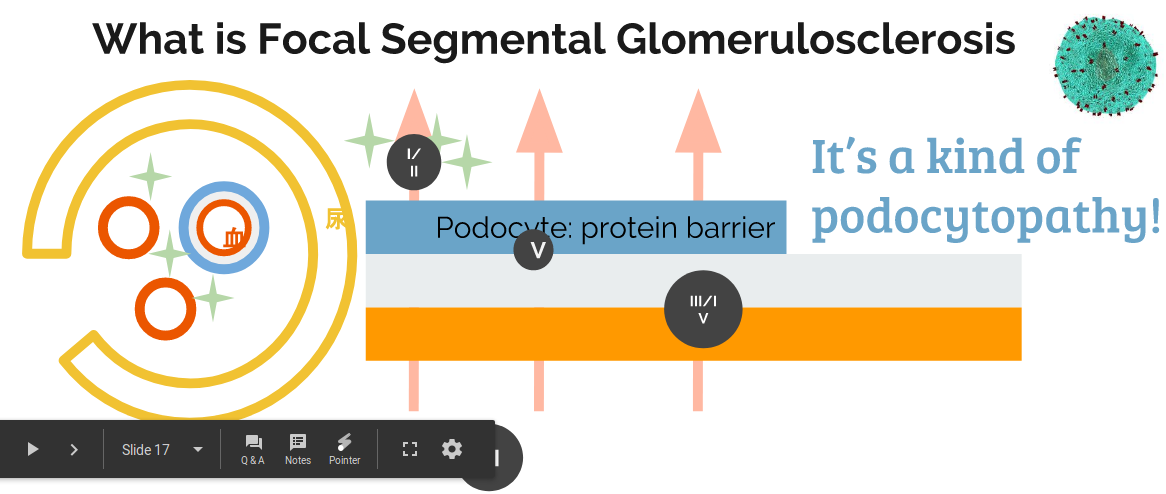 What is Focal Segmental Glomerulosclerosis
It's a kind of
podocytopathy!
I/
II
尿
血
Podocyte: protein barrier
V
III/I
V
Slide 17
Q & A
Notes
Pointer